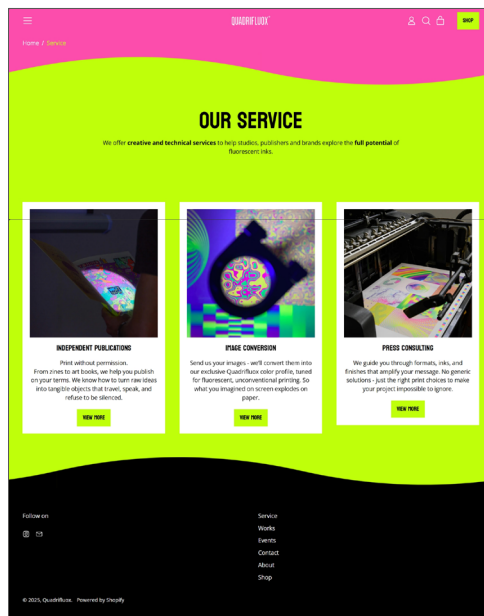 QUADRIFLUOX
SHOP
Home / Service
OUR SERVICE
We offer creative and technical services to help studios, publishers and brands explore the full potential of
fluorescent inks.
INDEPENDENT PUBLICATIONS
Print without permission.
From zines to art books, we help you publish
on your terms. We know how to turn raw ideas
into tangible objects that travel, speak, and
refuse to be silenced.
VIEW MORE
IMAGE CONVERSION
Send us your images - we'll convert them into
our exclusive Quadrifluox color profile, tuned
for fluorescent, unconventional printing. So
what you imagined on screen explodes on
paper.
VIEW MORE
PRESS CONSULTING
We guide you through formats, inks, and
finishes that amplify your message. No generic
solutions - just the right print choices to make
your project impossible to ignore.
VIEW MORE
Follow on
Service
Works
Events
Contact
About
Shop
© 2025, Quadrifluox. Powered by Shopify